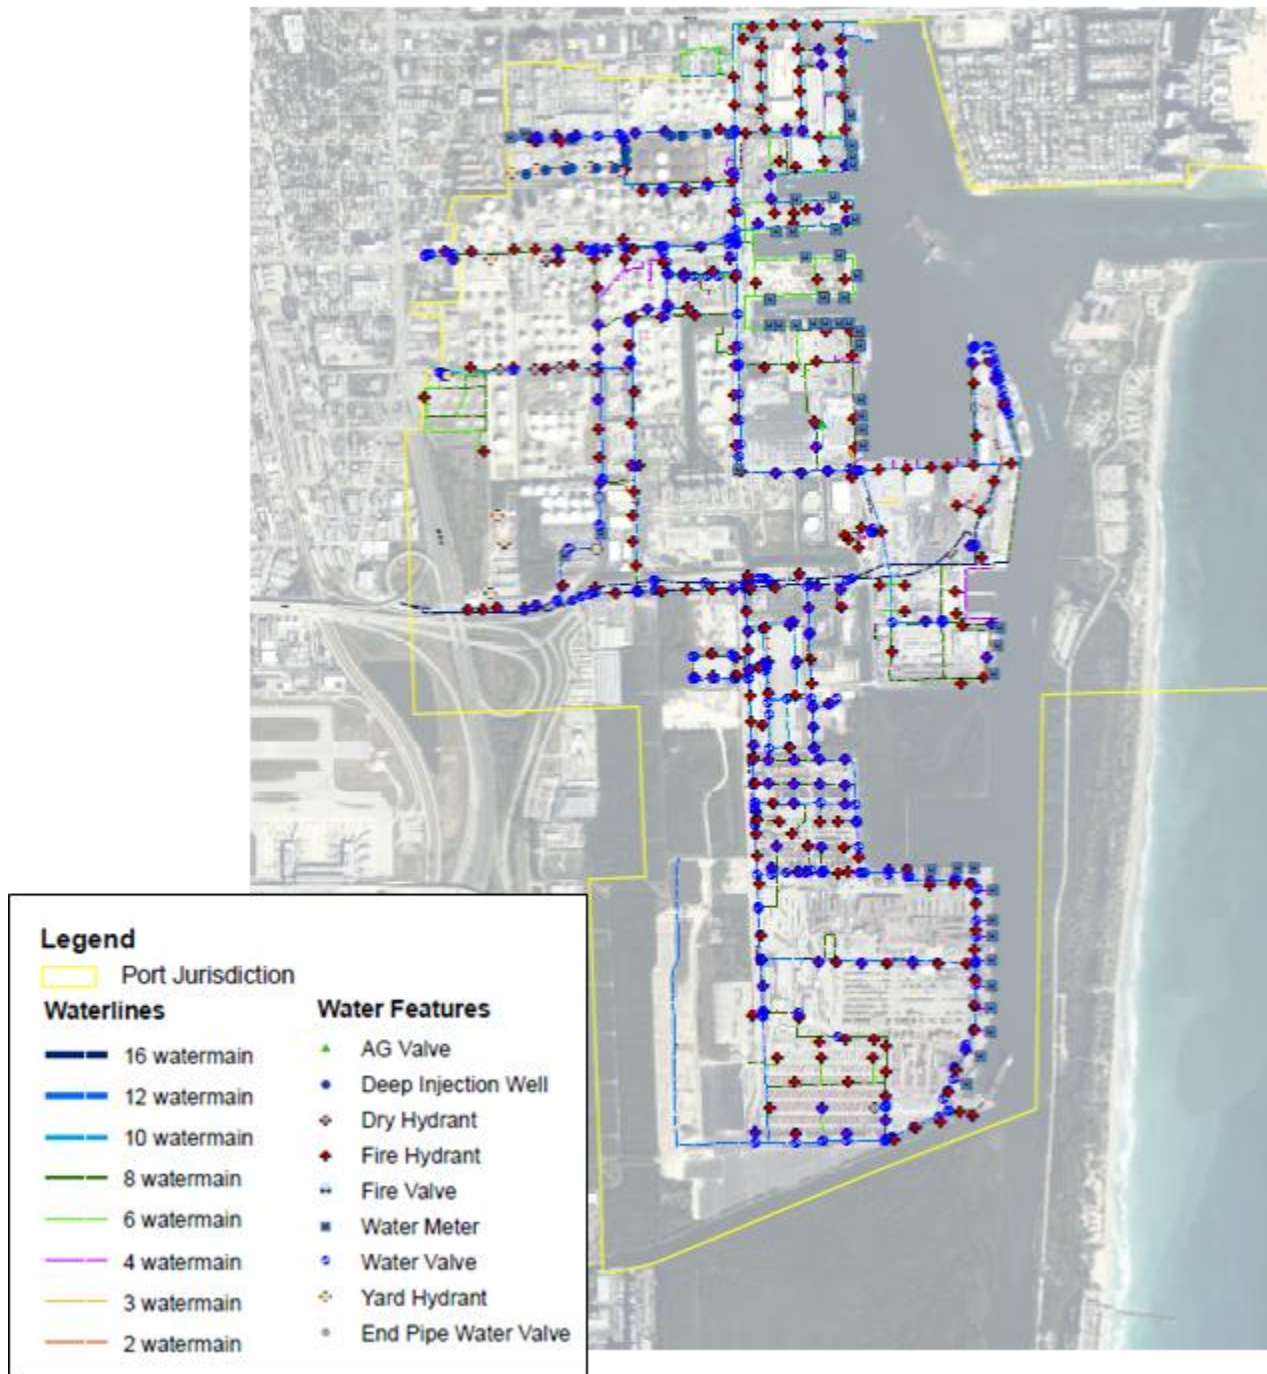 Legend
Port Jurisdiction
Waterlines
16 watermain
12 watermain
10 watermain
8 watermain
6 watermain
4 watermain
3 watermain
2 watermain
Water Features
AG Valve
Deep Injection Well
Dry Hydrant
Fire Hydrant
Fire Valve
Water Meter
Water Valve
Yard Hydrant
End Pipe Water Valve